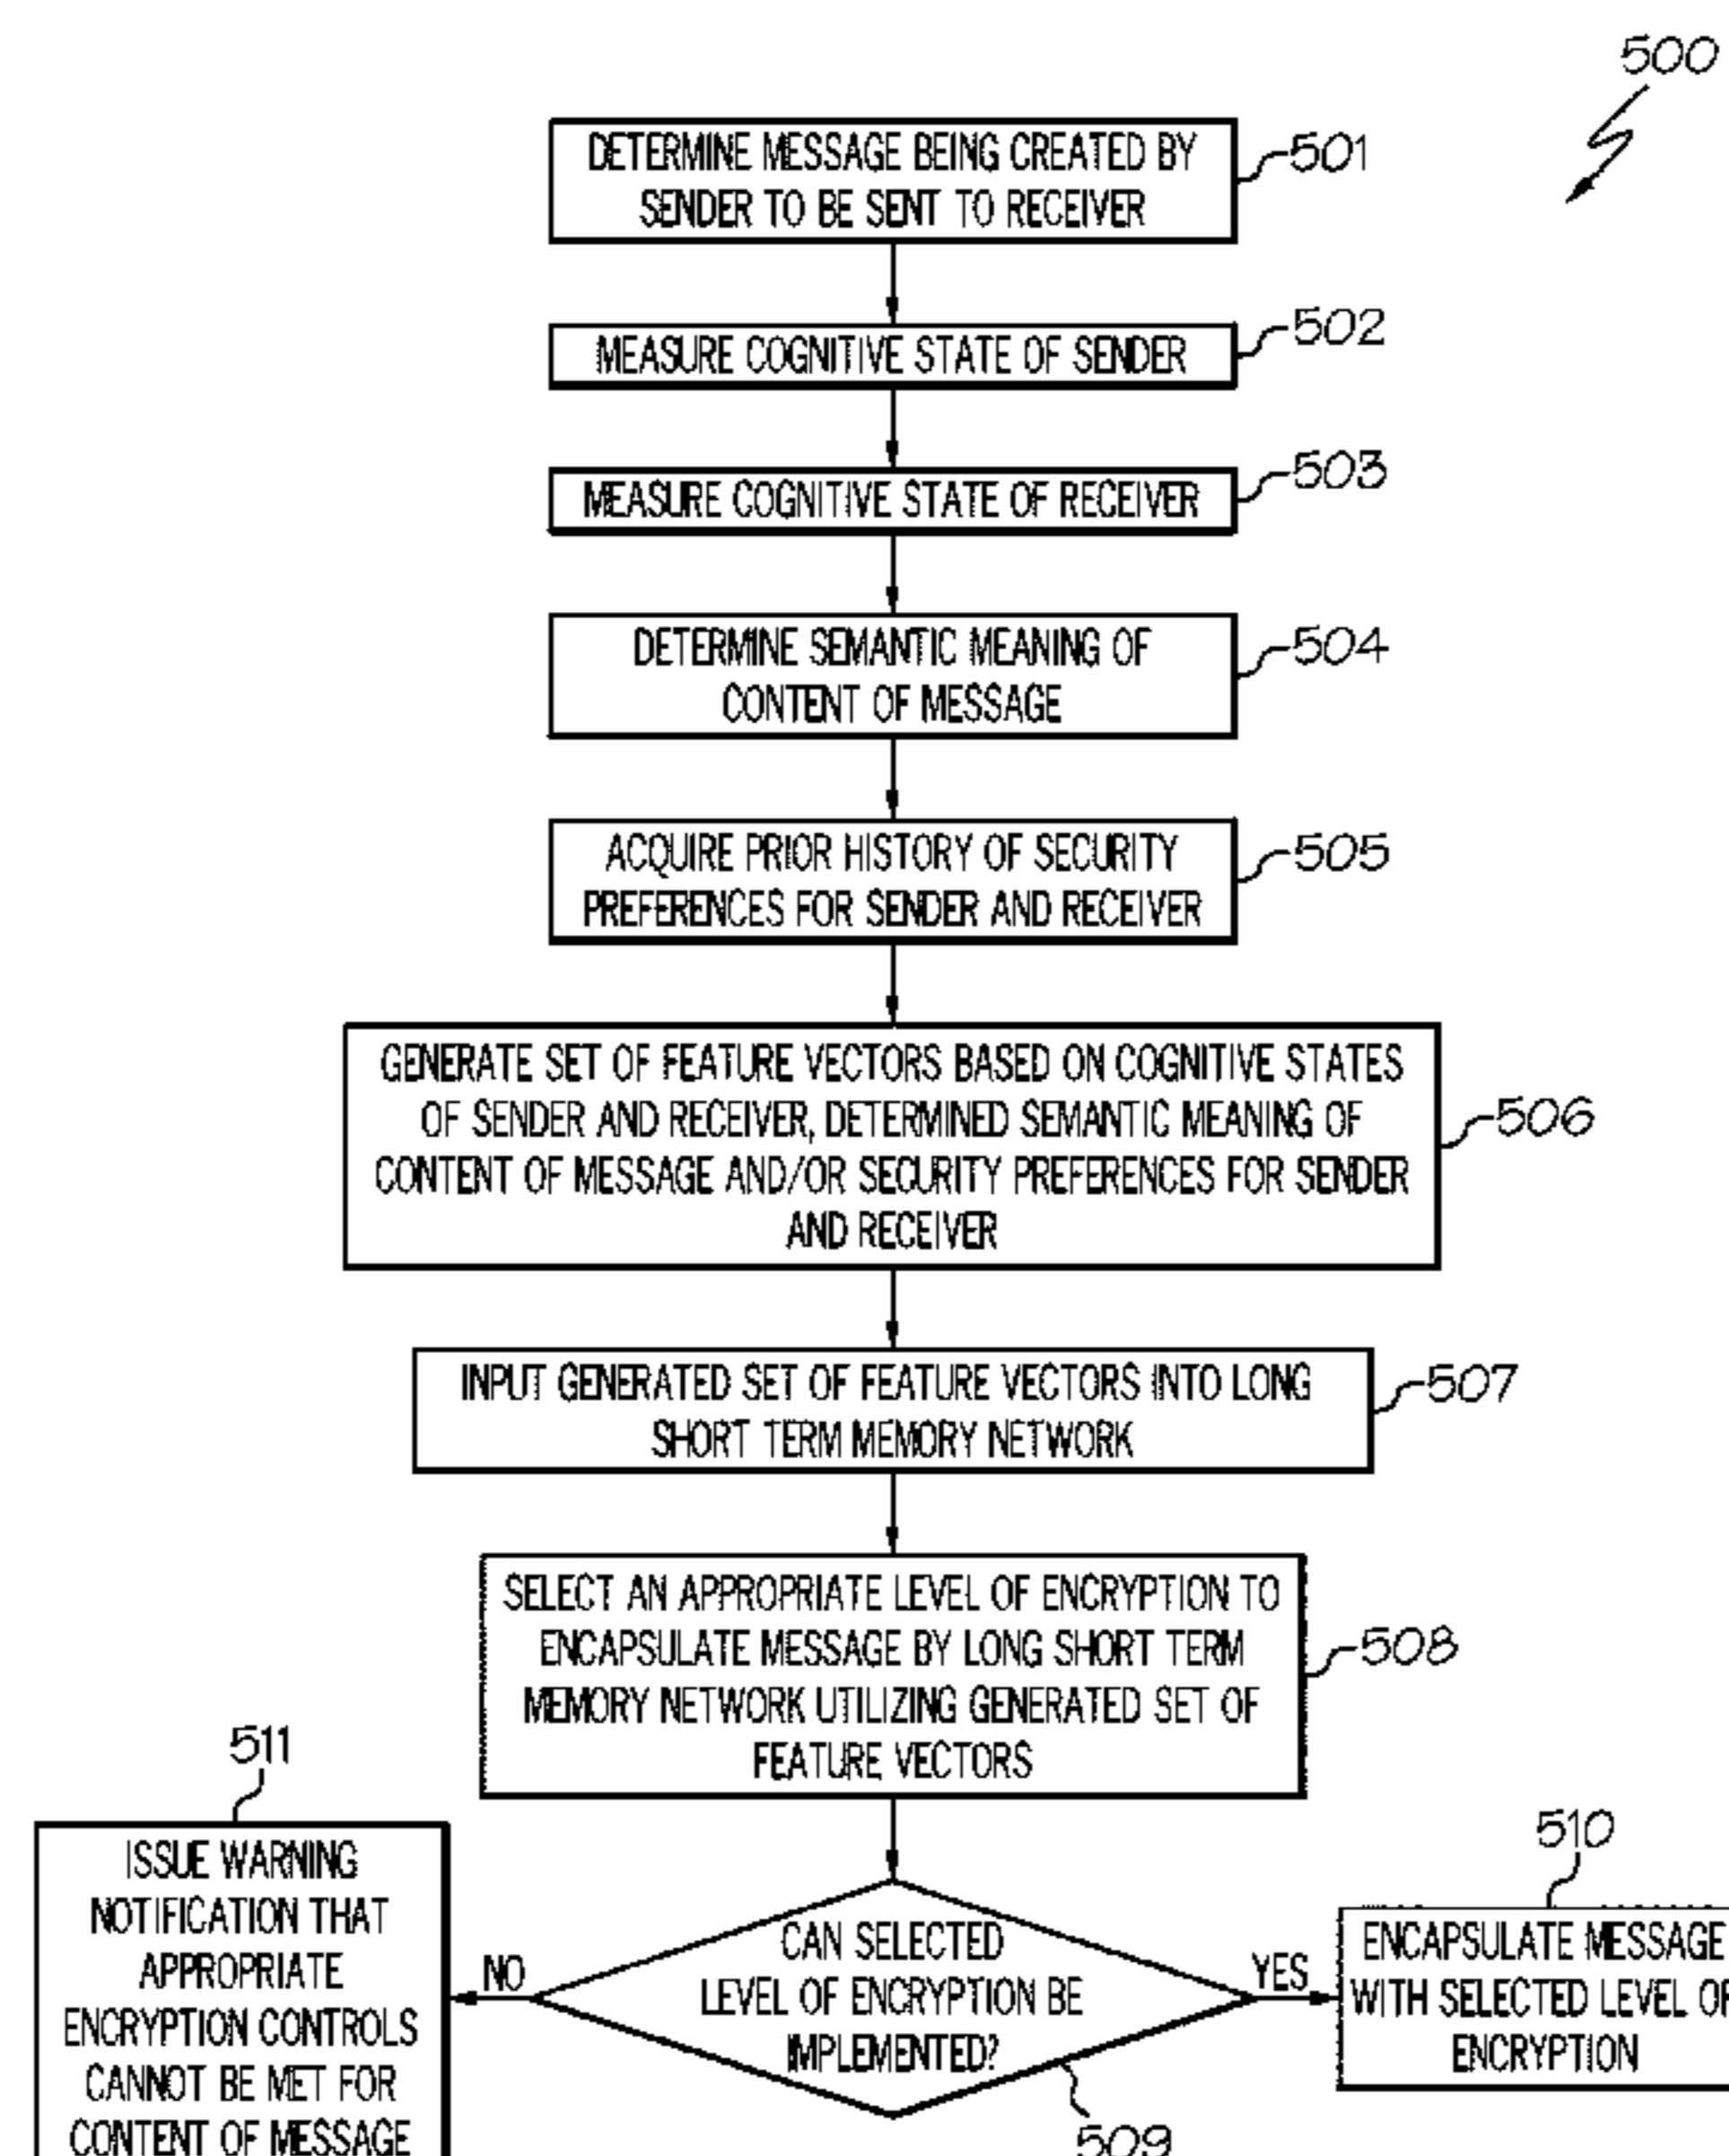 500
DETERMINE MESSAGE BEING CREATED BY
SENDER TO BE SENT TO RECEIVER
501
MEASURE COGNITIVE STATE OF SENDER
502
MEASURE COGNITIVE STATE OF RECEIVER
503
DETERMINE SEMANTIC MEANING OF
CONTENT OF MESSAGE
504
ACQUIRE PRIOR HISTORY OF SECURITY
PREFERENCES FOR SENDER AND RECEIVER
505
GENERATE SET OF FEATURE VECTORS BASED ON COGNITIVE STATES
OF SENDER AND RECEIVER, DETERMINED SEMANTIC MEANING OF
CONTENT OF MESSAGE AND/OR SECURITY PREFERENCES FOR SENDER
AND RECEIVER
506
INPUT GENERATED SET OF FEATURE VECTORS INTO LONG
SHORT TERM MEMORY NETWORK
507
SELECT AN APPROPRIATE LEVEL OF ENCRYPTION TO
ENCAPSULATE MESSAGE BY LONG SHORT TERM
MEMORY NETWORK UTILIZING GENERATED SET OF
FEATURE VECTORS
508
511
ISSUE WARNING
NOTIFICATION THAT
APPROPRIATE
ENCRYPTION CONTROLS
CANNOT BE MET FOR
CONTENT OF MESSAGE
NO
CAN SELECTED
LEVEL OF ENCRYPTION BE
IMPLEMENTED?
509
YES
510
ENCAPSULATE MESSAGE
WITH SELECTED LEVEL OF
ENCRYPTION